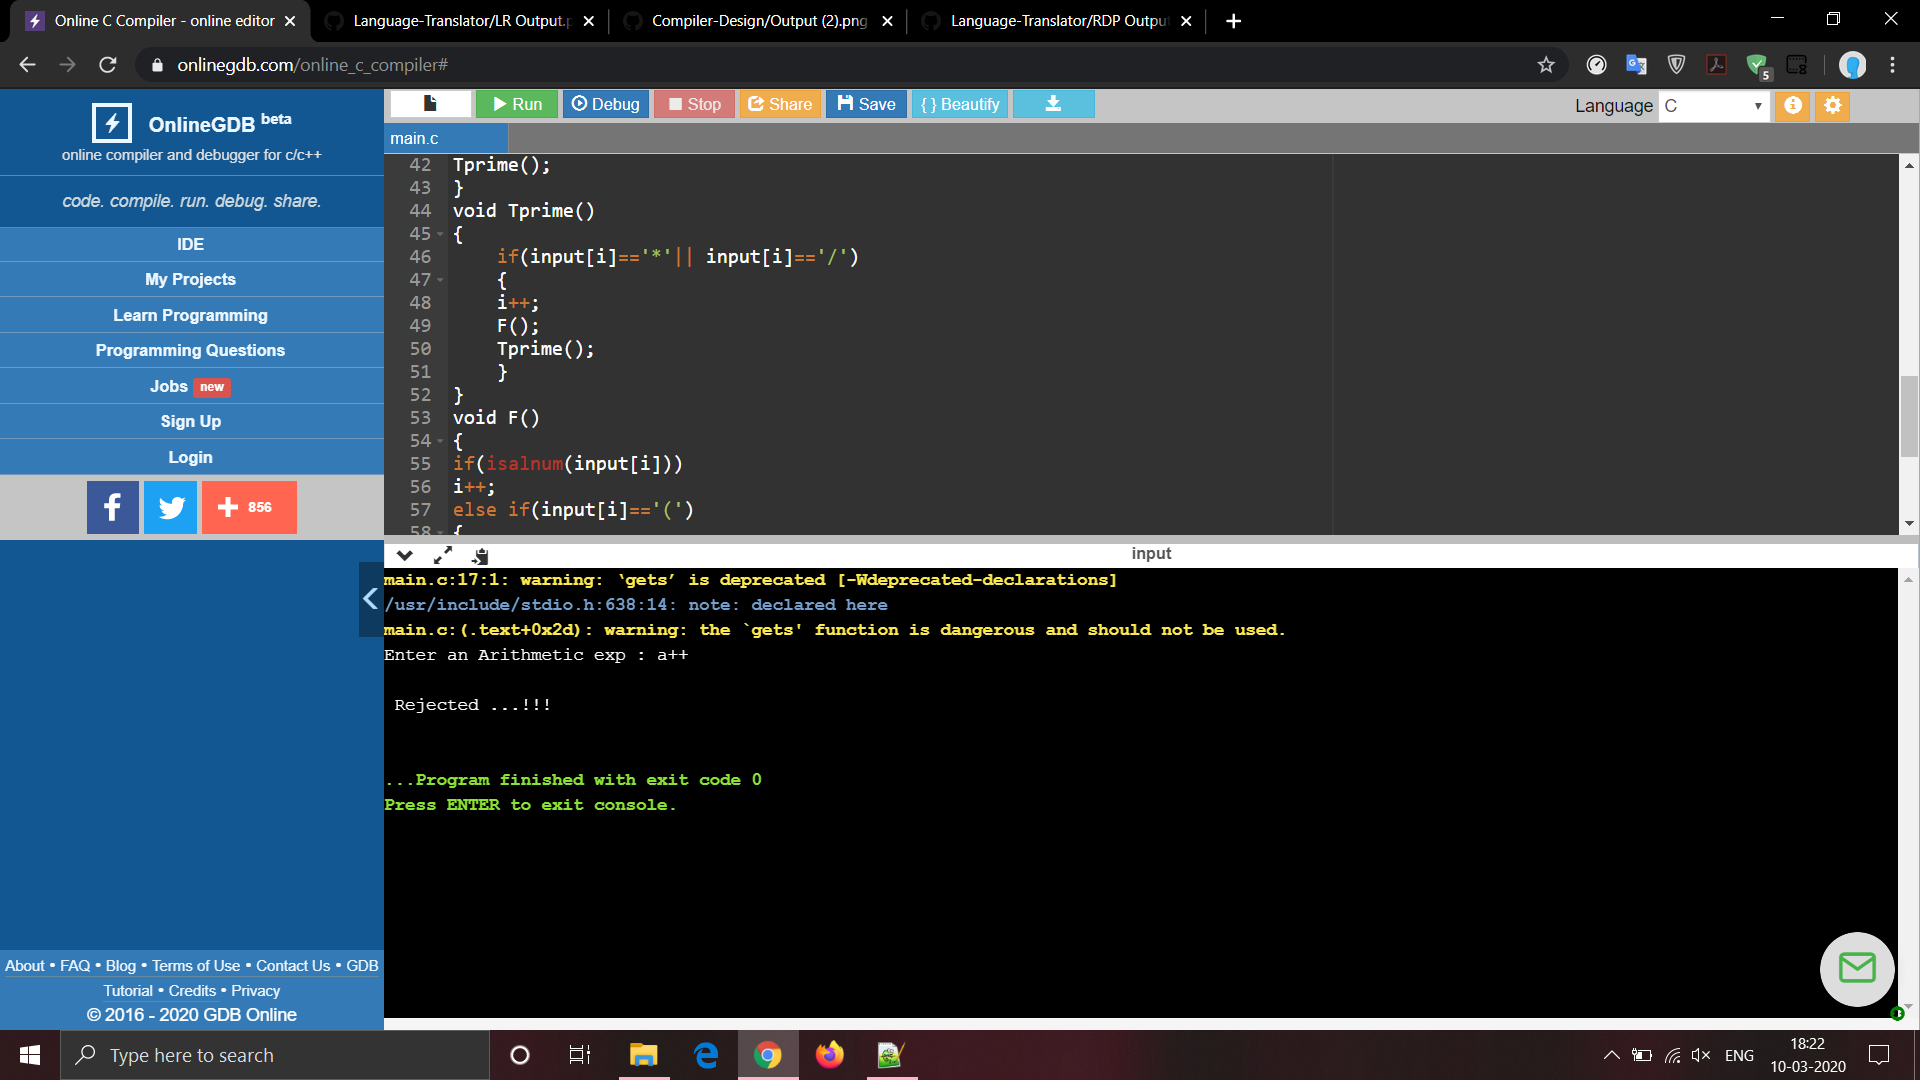 Online C Compiler - online editor
Language-Translator/LR Output.p
Compiler-Design/Output (2).png
Language-Translator/RDP Outpu
onlinegdb.com/online_c_compiler#
5
OnlineGDB beta
online compiler and debugger for c/c++
code. compile. run. debug. share.
IDE
My Projects
Learn Programming
Programming Questions
Jobs new
Sign Up
Login
856
About • FAQ • Blog • Terms of Use • Contact Us • GDB
Tutorial • Credits • Privacy
© 2016 - 2020 GDB Online
Run Debug Stop Share Save { } Beautify
Language C
main.c
42 Tprime();
43 }
44 void Tprime()
45 {
46 if(input[i]=='*'|| input[i]=='/')
47 {
48 i++;
49 F();
50 Tprime();
51 }
52 }
53 void F()
54 {
55 if(isalnum(input[i]))
56 i++;
57 else if(input[i]=='(')
58 {
input
main.c:17:1: warning: ‘gets’ is deprecated [-Wdeprecated-declarations]
/usr/include/stdio.h:638:14: note: declared here
main.c:(.text+0x2d): warning: the `gets' function is dangerous and should not be used.
Enter an Arithmetic exp : a++
Rejected ...!!!
...Program finished with exit code 0
Press ENTER to exit console.
Type here to search
ENG
18:22
10-03-2020